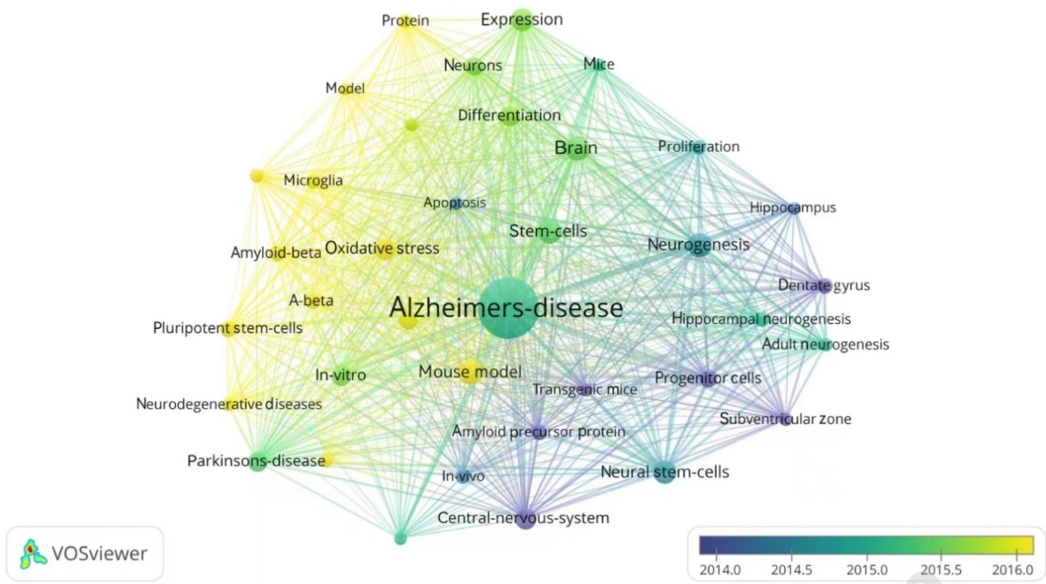 Protein
Expression
Neurons
Mice
Model
Differentiation
Brain
Proliferation
Microglia
Apoptosis
Hippocampus
Stem-cells
Neurogenesis
Amyloid-beta
Oxidative stress
Dentate gyrus
A-beta
Alzheimers-disease
Hippocampal neurogenesis
Pluripotent stem-cells
Adult neurogenesis
In-vitro
Mouse model
Progenitor cells
Transgenic mice
Neurodegenerative diseases
Subventricular zone
Amyloid precursor protein
Parkinsons-disease
In-vivo
Neural stem-cells
Central-nervous-system
VOSviewer
2014.0 2014.5 2015.0 2015.5 2016.0